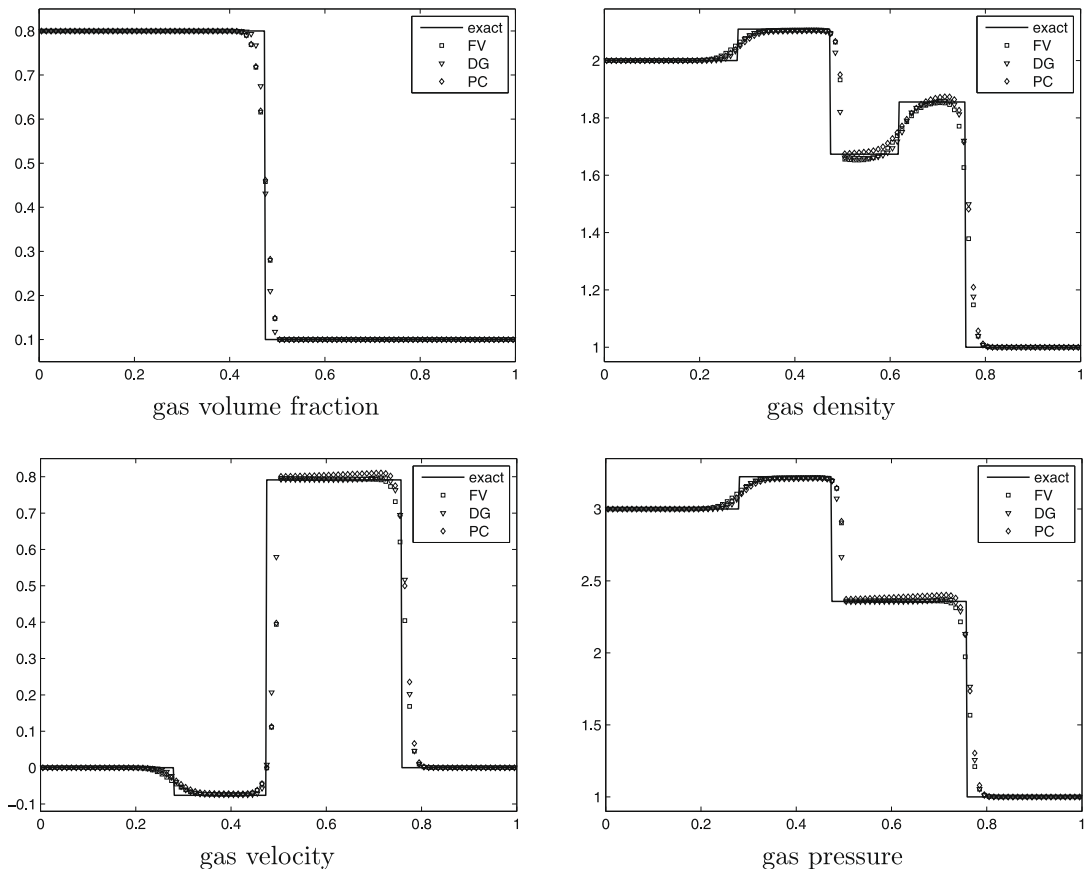 0.8
0.7
0.6
0.5
0.4
0.3
0.2
0.1
0 0.2 0.4 0.6 0.8 1
exact
FV
DG
PC
gas volume fraction
2
1.8
1.6
1.4
1.2
1
0 0.2 0.4 0.6 0.8 1
exact
FV
DG
PC
gas density
0.8
0.7
0.6
0.5
0.4
0.3
0.2
0.1
0
−0.1
0 0.2 0.4 0.6 0.8 1
exact
FV
DG
PC
gas velocity
3
2.5
2
1.5
1
0 0.2 0.4 0.6 0.8 1
exact
FV
DG
PC
gas pressure